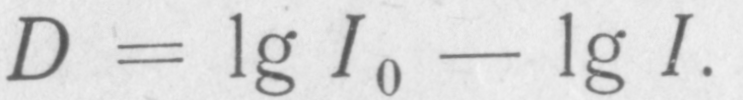 D = lg I₀ — lg I.